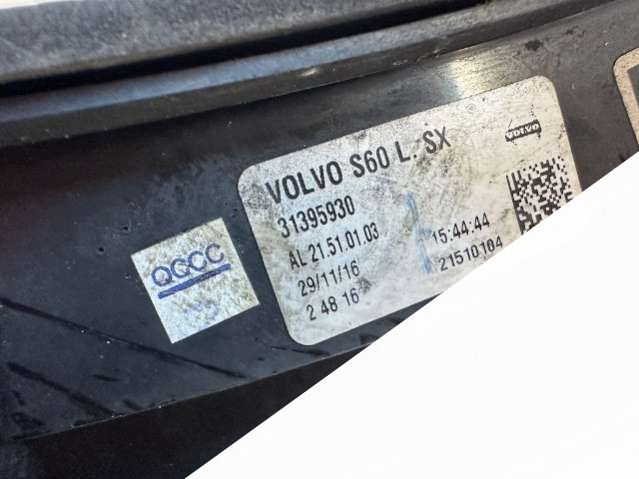 VOLVO S60 L. SX
VOLVO
31395930
AL 21.51.01.03
15:44:44
29/11/16
21510104
2 48 16
QCCC